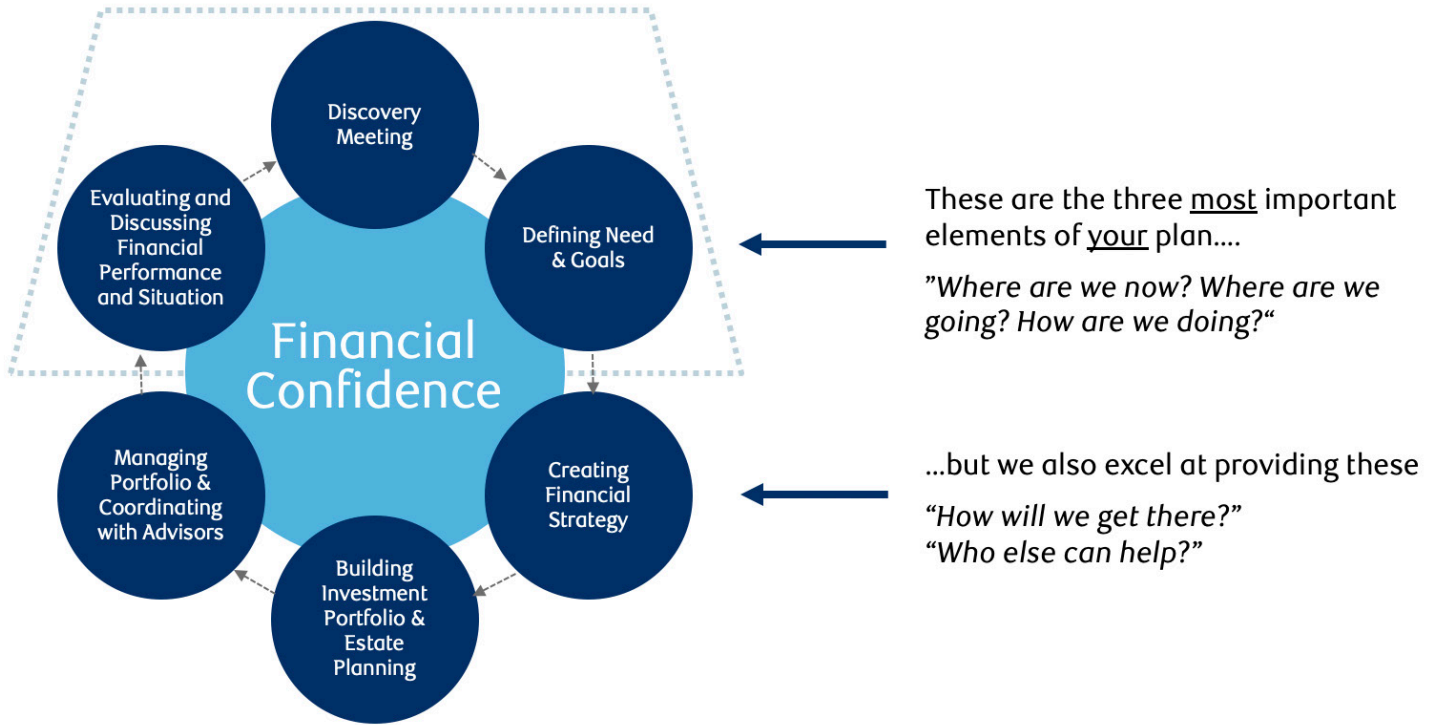 Discovery
Meeting
Evaluating and
Discussing
Financial
Performance
and Situation
Defining Need
& Goals
Financial
Confidence
Managing
Portfolio &
Coordinating
with Advisors
Creating
Financial
Strategy
Building
Investment
Portfolio &
Estate
Planning
These are the three most important
elements of your plan....
”Where are we now? Where are we
going? How are we doing?“
...but we also excel at providing these
“How will we get there?”
“Who else can help?”